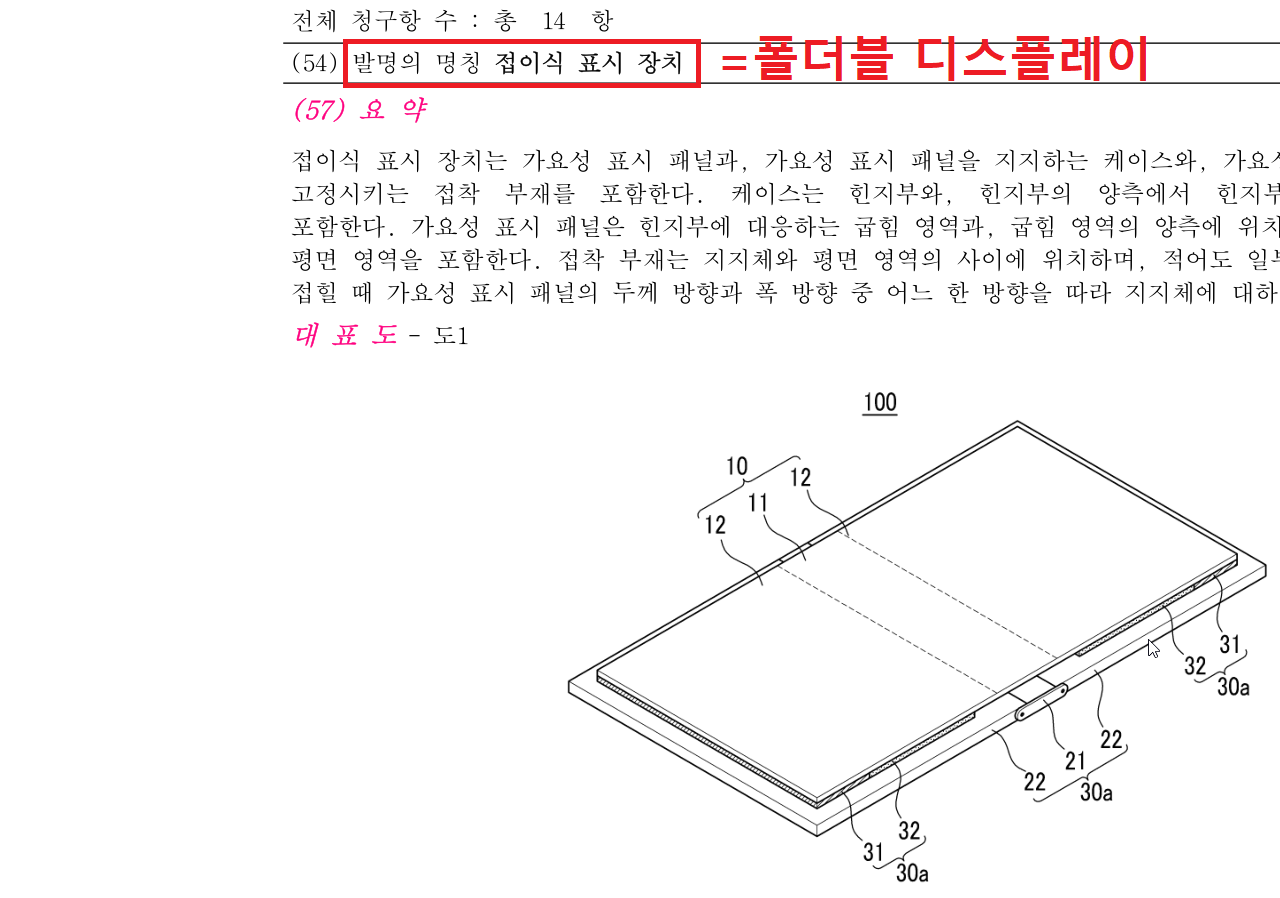 전체 청구항 수 : 총 14 항
(54) 발명의 명칭 접이식 표시 장치 =폴더블 디스플레이
(57) 요 약
접이식 표시 장치는 가요성 표시 패널과, 가요성 표시 패널을 지지하는 케이스와,
고정시키는 접착 부재를 포함한다. 케이스는 힌지부와, 힌지부의 양측에서 힌지부
포함한다. 가요성 표시 패널은 힌지부에 대응하는 굽힘 영역과, 굽힘 영역의 양측에 위치
평면 영역을 포함한다. 접착 부재는 지지체와 평면 영역의 사이에 위치하며, 적어도 일부
접힐 때 가요성 표시 패널의 두께 방향과 폭 방향 중 어느 한 방향을 따라 지지체에 대하
대 표 도 - 도1
100
10
12
11
12
31
32
30a
22
21
22
30a
32
31
30a